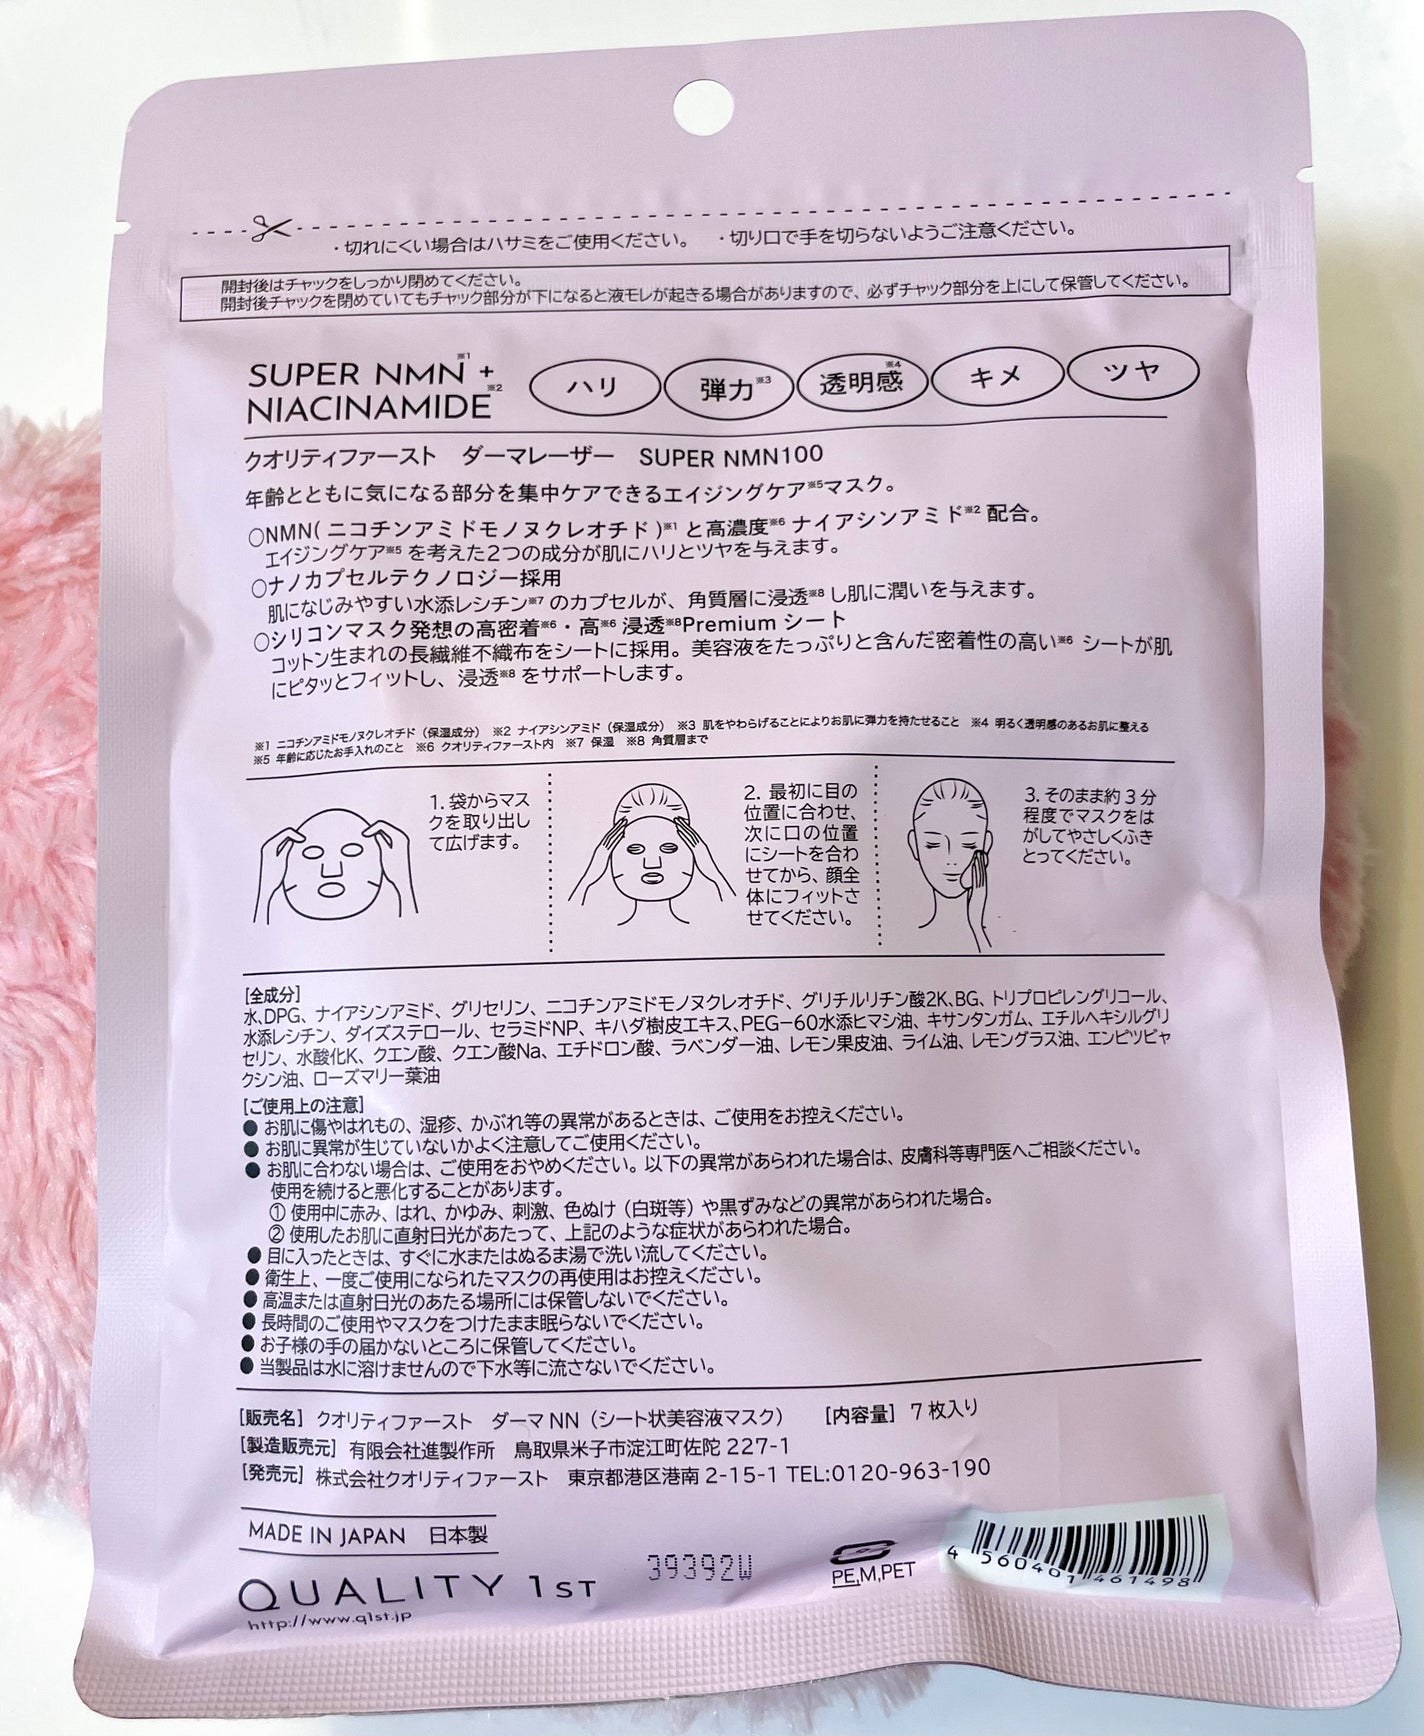 ・切れにくい場合はハサミをご使用ください。　・切り口で手を切らないようご注意ください。
開封後はチャックをしっかり閉めてください。
開封後チャックを閉めていてもチャック部分が下になると液モレが起きる場合がありますので、必ずチャック部分を上にして保管してください。
SUPER NMN※1 +
NIACINAMIDE※2
ハリ
弾力※3
透明感※4
キメ
ツヤ
クオリティファースト　ダーマレーザー　SUPER NMN100
年齢とともに気になる部分を集中ケアできるエイジングケア※5マスク。
○NMN(ニコチンアミドモノヌクレオチド)※1 と高濃度※6 ナイアシンアミド※2 配合。
エイジングケア※5 を考えた2つの成分が肌にハリとツヤを与えます。
○ナノカプセルテクノロジー採用
肌になじみやすい水添レシチン※7 のカプセルが、角質層に浸透※8 し肌に潤いを与えます。
○シリコンマスク発想の高密着※6・高※6 浸透※8Premium シート
コットン生まれの長繊維不織布をシートに採用。美容液をたっぷりと含んだ密着性の高い※6 シートが肌
にピタッとフィットし、浸透※8 をサポートします。
※1 ニコチンアミドモノヌクレオチド（保湿成分）　※2 ナイアシンアミド（保湿成分）　※3 肌をやわらげることによりお肌に弾力を持たせること　※4 明るく透明感のあるお肌に整える
※5 年齢に応じたお手入れのこと　※6 クオリティファースト内　※7 保湿　※8 角質層まで
1. 袋からマス
クを取り出し
て広げます。
2. 最初に目の
位置に合わせ、
次に口の位置
にシートを合わ
せてから、顔全
体にフィットさ
せてください。
3. そのまま約3分
程度でマスクをは
がしてやさしくふき
とってください。
[全成分]
水、DPG、ナイアシンアミド、グリセリン、ニコチンアミドモノヌクレオチド、グリチルリチン酸2K、BG、トリプロピレングリコール、
水添レシチン、ダイズステロール、セラミドNP、キハダ樹皮エキス、PEG−60水添ヒマシ油、キサンタンガム、エチルヘキシルグリ
セリン、水酸化K、クエン酸、クエン酸Na、エチドロン酸、ラベンダー油、レモン果皮油、ライム油、レモングラス油、エンピツビャ
クシン油、ローズマリー葉油
[ご使用上の注意]
● お肌に傷やはれもの、湿疹、かぶれ等の異常があるときは、ご使用をお控えください。
● お肌に異常が生じていないかよく注意してご使用ください。
● お肌に合わない場合は、ご使用をおやめください。以下の異常があらわれた場合は、皮膚科等専門医へご相談ください。
使用を続けると悪化することがあります。
① 使用中に赤み、はれ、かゆみ、刺激、色ぬけ（白斑等）や黒ずみなどの異常があらわれた場合。
② 使用したお肌に直射日光があたって、上記のような症状があらわれた場合。
● 目に入ったときは、すぐに水またはぬるま湯で洗い流してください。
● 衛生上、一度ご使用になられたマスクの再使用はお控えください。
● 高温または直射日光のあたる場所には保管しないでください。
● 長時間のご使用やマスクをつけたまま眠らないでください。
● お子様の手の届かないところに保管してください。
● 当製品は水に溶けませんので下水等に流さないでください。
[販売名]　クオリティファースト　ダーマ NN（シート状美容液マスク）　[内容量]　7 枚入り
[製造販売元]　有限会社進製作所　鳥取県米子市淀江町佐陀 227-1
[発売元]　株式会社クオリティファースト　東京都港区港南 2-15-1 TEL:0120-963-190
MADE IN JAPAN　日本製
QUALITY 1ST
http://www.q1st.jp
39392W
PE,M,PET
4 560401 461498